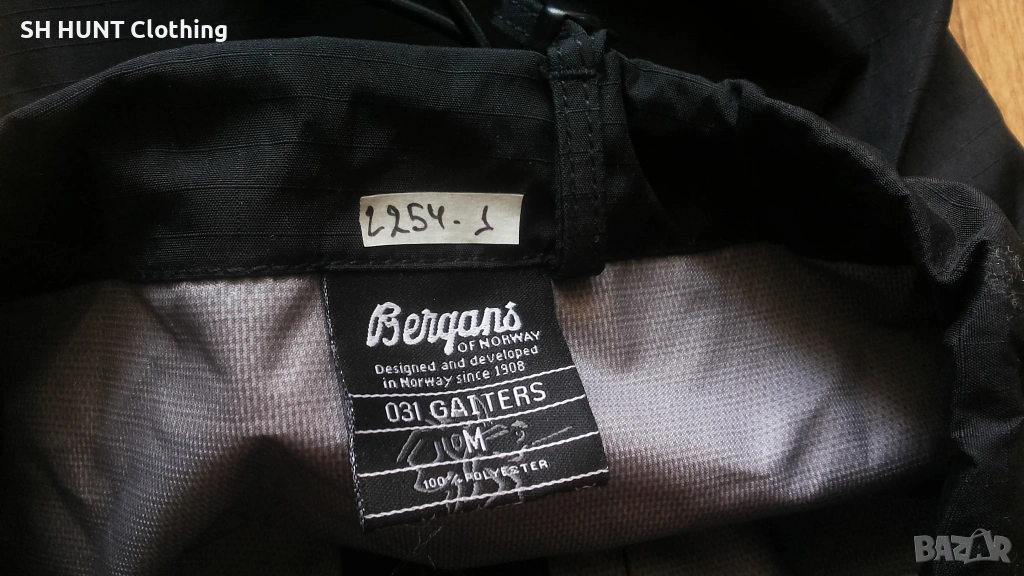 SH HUNT Clothing
2254-1
Bergans
OF NORWAY
Designed and developed
in Norway since 1908
031 GAITERS
M
100% POLYESTER
BAZAR